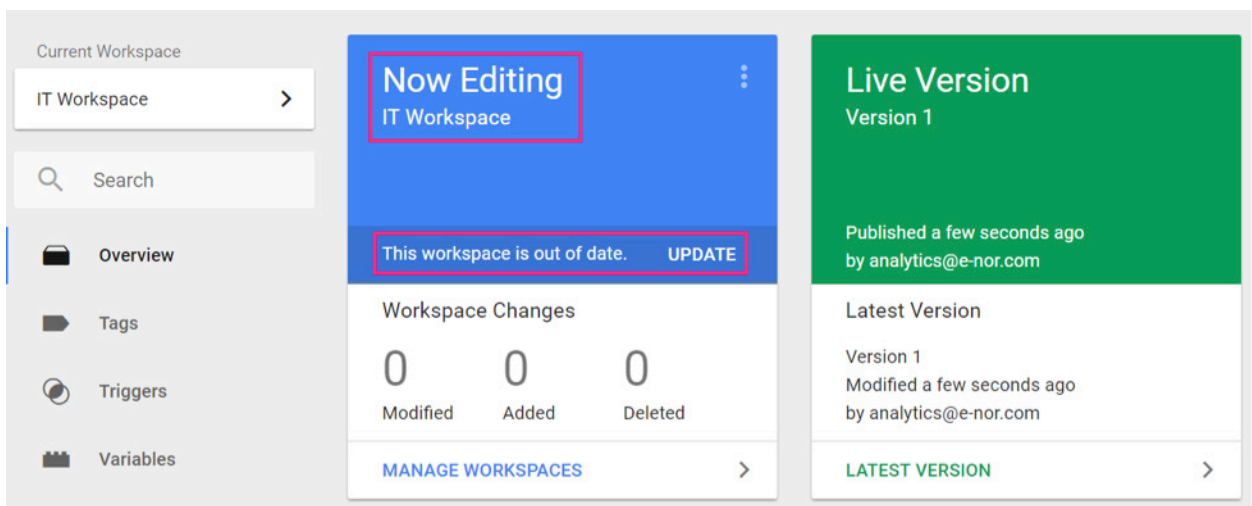 Current Workspace
IT Workspace
Search
Overview
Tags
Triggers
Variables
Now Editing
IT Workspace
This workspace is out of date. UPDATE
Workspace Changes
0 0 0
Modified Added Deleted
MANAGE WORKSPACES
Live Version
Version 1
Published a few seconds ago
by analytics@e-nor.com
Latest Version
Version 1
Modified a few seconds ago
by analytics@e-nor.com
LATEST VERSION